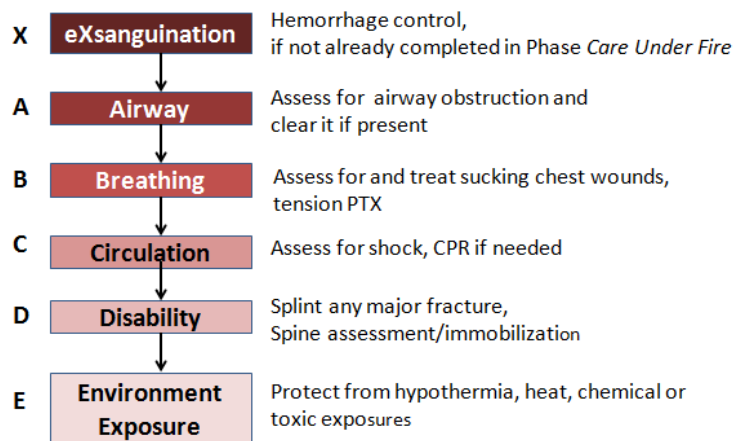 X eXsanguination Hemorrhage control,
if not already completed in Phase Care Under Fire
A Airway Assess for airway obstruction and
clear it if present
B Breathing Assess for and treat sucking chest wounds,
tension PTX
C Circulation Assess for shock, CPR if needed
D Disability Splint any major fracture,
Spine assessment/immobilization
E Environment
Exposure Protect from hypothermia, heat, chemical or
toxic exposures